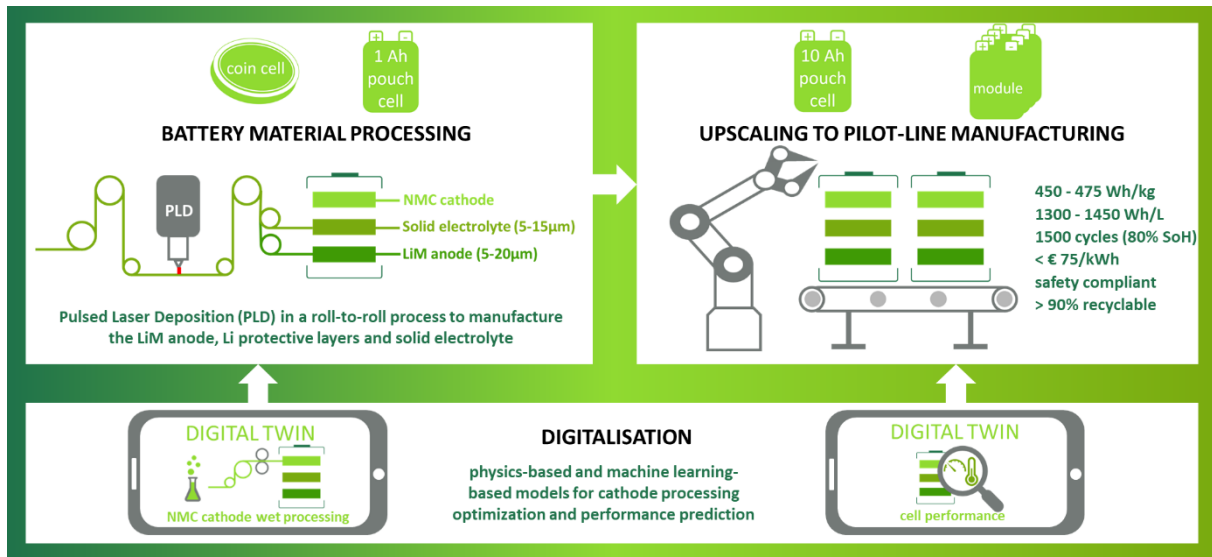 coin cell
+ -
1 Ah
pouch
cell
BATTERY MATERIAL PROCESSING
PLD
NMC cathode
Solid electrolyte (5-15µm)
LiM anode (5-20µm)
Pulsed Laser Deposition (PLD) in a roll-to-roll process to manufacture
the LiM anode, Li protective layers and solid electrolyte
+ -
10 Ah
pouch
cell
+ -
module
UPSCALING TO PILOT-LINE MANUFACTURING
450 - 475 Wh/kg
1300 - 1450 Wh/L
1500 cycles (80% SoH)
< € 75/kWh
safety compliant
> 90% recyclable
DIGITAL TWIN
NMC cathode wet processing
DIGITALISATION
physics-based and machine learning-
based models for cathode processing
optimization and performance prediction
DIGITAL TWIN
cell performance